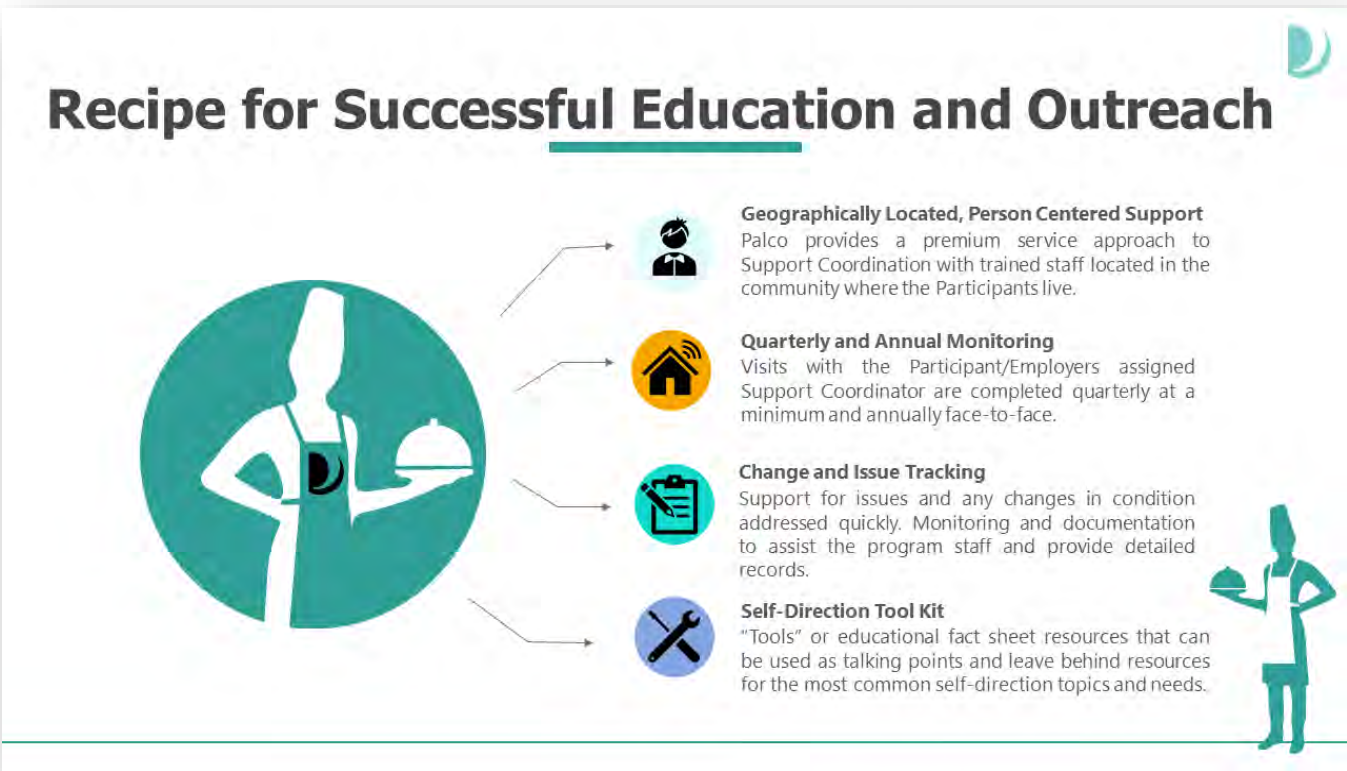 Recipe for Successful Education and Outreach
Geographically Located, Person Centered Support
Palco provides a premium service approach to
Support Coordination with trained staff located in the
community where the Participants live.
Quarterly and Annual Monitoring
Visits with the Participant/Employers assigned
Support Coordinator are completed quarterly at a
minimum and annually face-to-face.
Change and Issue Tracking
Support for issues and any changes in condition
addressed quickly. Monitoring and documentation
to assist the program staff and provide detailed
records.
Self-Direction Tool Kit
"Tools" or educational fact sheet resources that can
be used as talking points and leave behind resources
for the most common self-direction topics and needs.